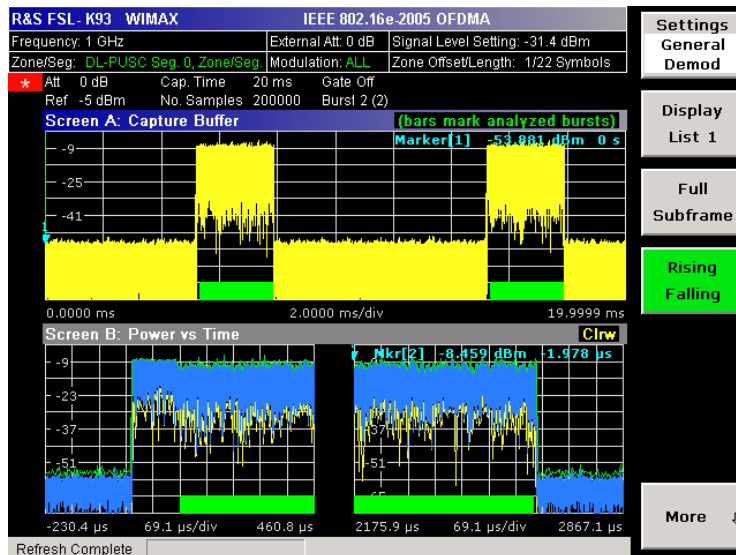 R&S FSL- K93 WIMAX IEEE 802.16e-2005 OFDMA
Frequency: 1 GHz External Att: 0 dB Signal Level Setting: -31.4 dBm
Zone/Seg: DL-PUSC Seg. 0, Zone/Seg. Modulation: ALL Zone Offset/Length: 1/22 Symbols
* Att 0 dB Cap. Time 20 ms Gate Off
Ref -5 dBm No. Samples 200000 Burst 2 (2)
Screen A: Capture Buffer (bars mark analyzed bursts)
Marker[1] -53.881 dBm 0 s
-9
-25
-41
1
0.0000 ms 2.0000 ms/div 19.9999 ms
Screen B: Power vs Time Clrw
Mkr[2] -8.459 dBm -1.978 µs
-9
-23
-37 -37
-51 -51
-65
-230.4 µs 69.1 µs/div 460.8 µs 2175.9 µs 69.1 µs/div 2867.1 µs
Refresh Complete
Settings
General
Demod
Display
List 1
Full
Subframe
Rising
Falling
More